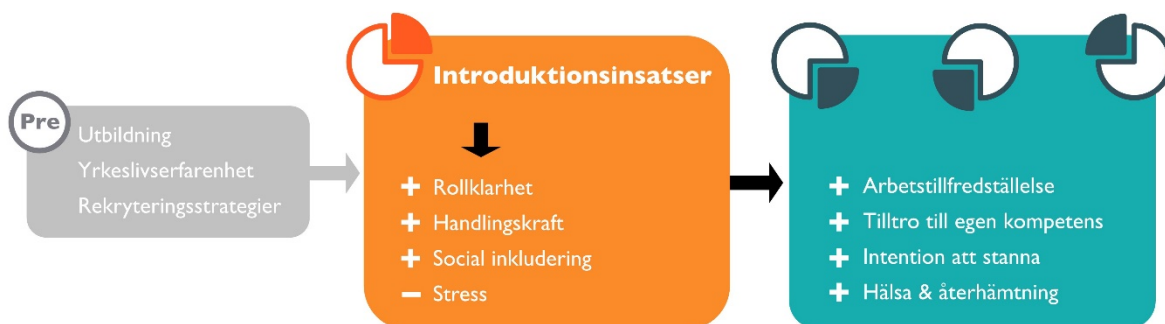 Pre
Utbildning
Yrkeslivserfarenhet
Rekryteringsstrategier
Introduktionsinsatser
+ Rollklarhet
+ Handlingskraft
+ Social inkludering
− Stress
+ Arbetstillfredställelse
+ Tilltro till egen kompetens
+ Intention att stanna
+ Hälsa & återhämtning